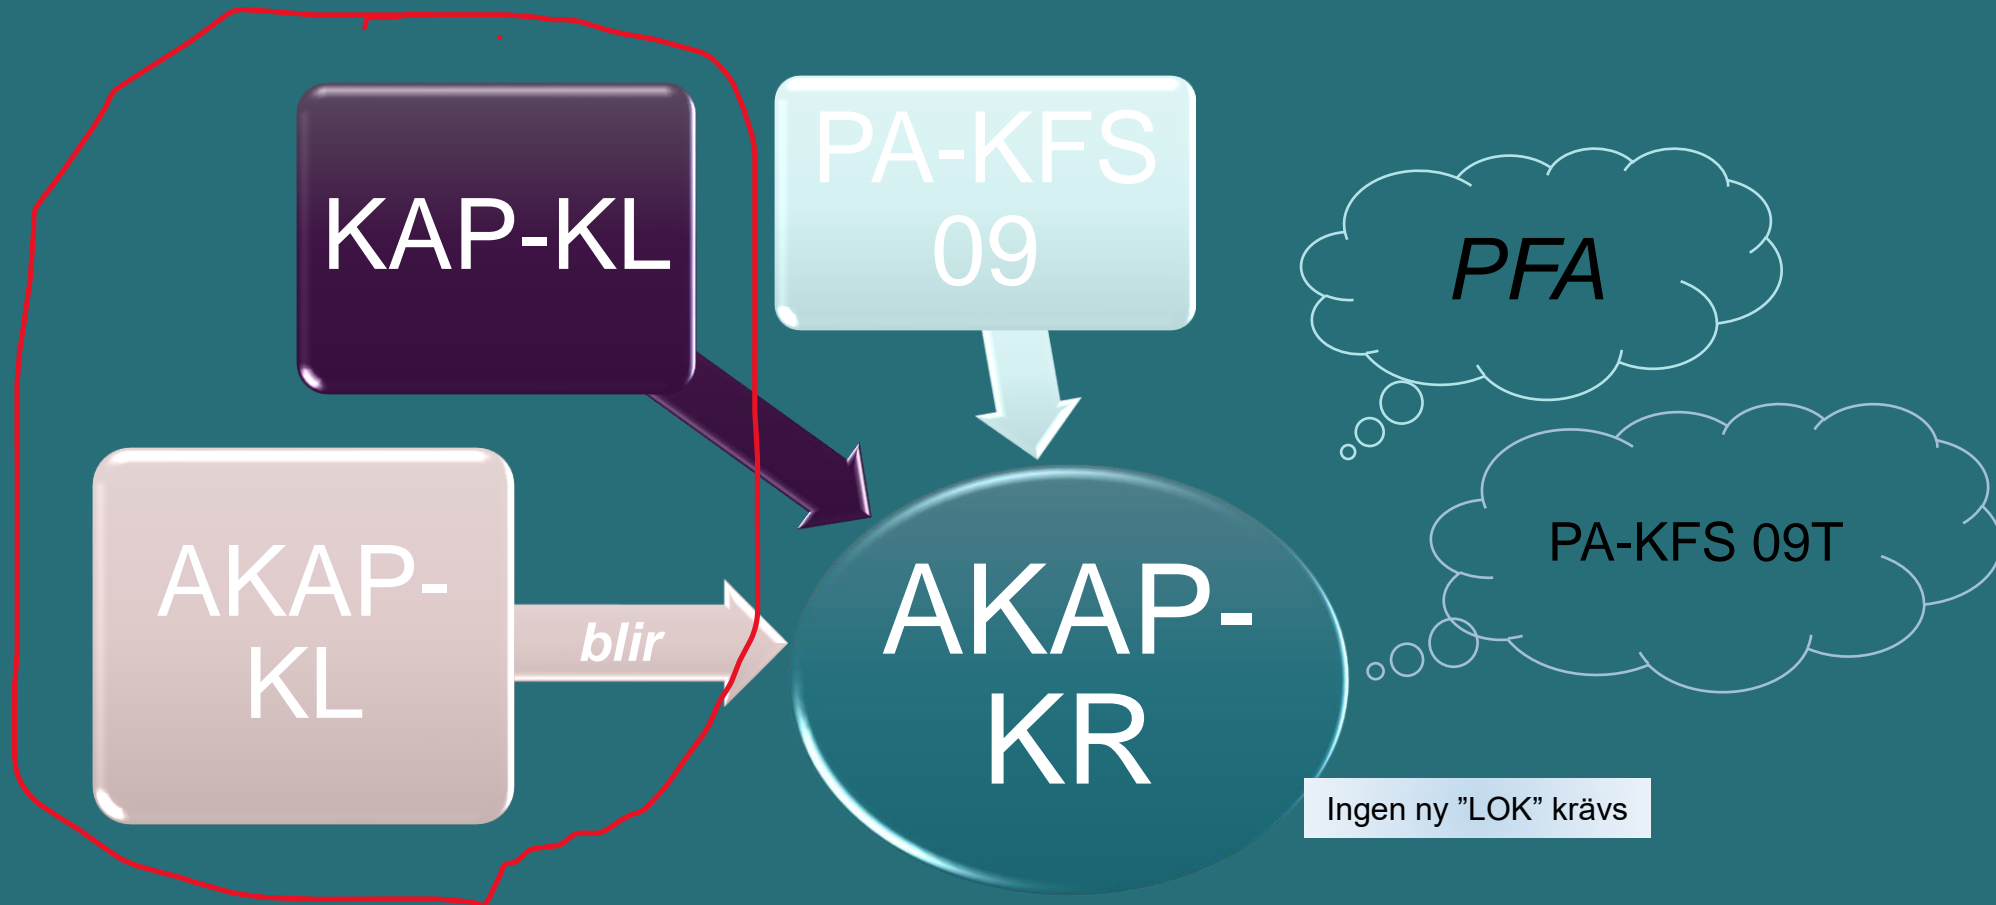 KAP-KL
PA-KFS
09
PFA
PA-KFS 09T
AKAP-
KL
blir
AKAP-
KR
Ingen ny ”LOK” krävs